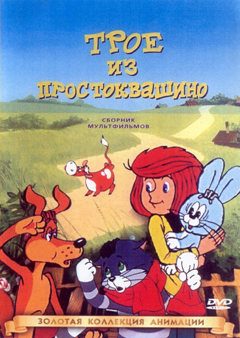 ТРОЕ
ИЗ
ПРОСТОКВАШИНО
СБОРНИК
МУЛЬТФИЛЬМОВ
DVD
ЗОЛОТАЯ КОЛЛЕКЦИЯ АНИМАЦИИ